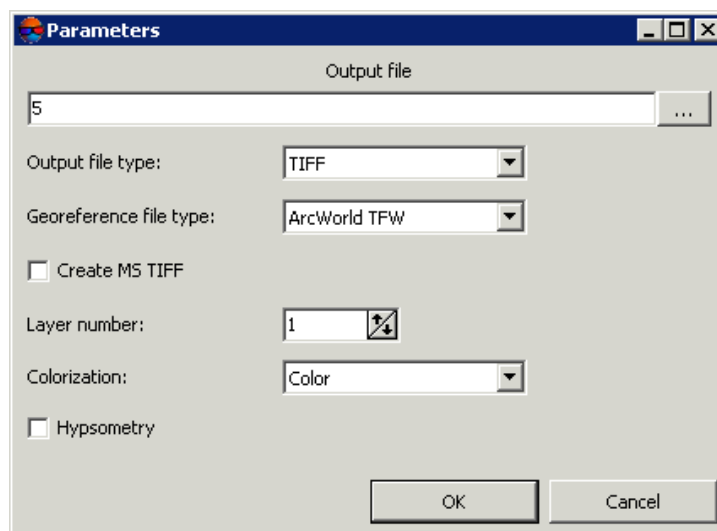 Parameters
Output file
5
...
Output file type: TIFF
Georeference file type: ArcWorld TFW
Create MS TIFF
Layer number: 1
Colorization: Color
Hypsometry
OK Cancel